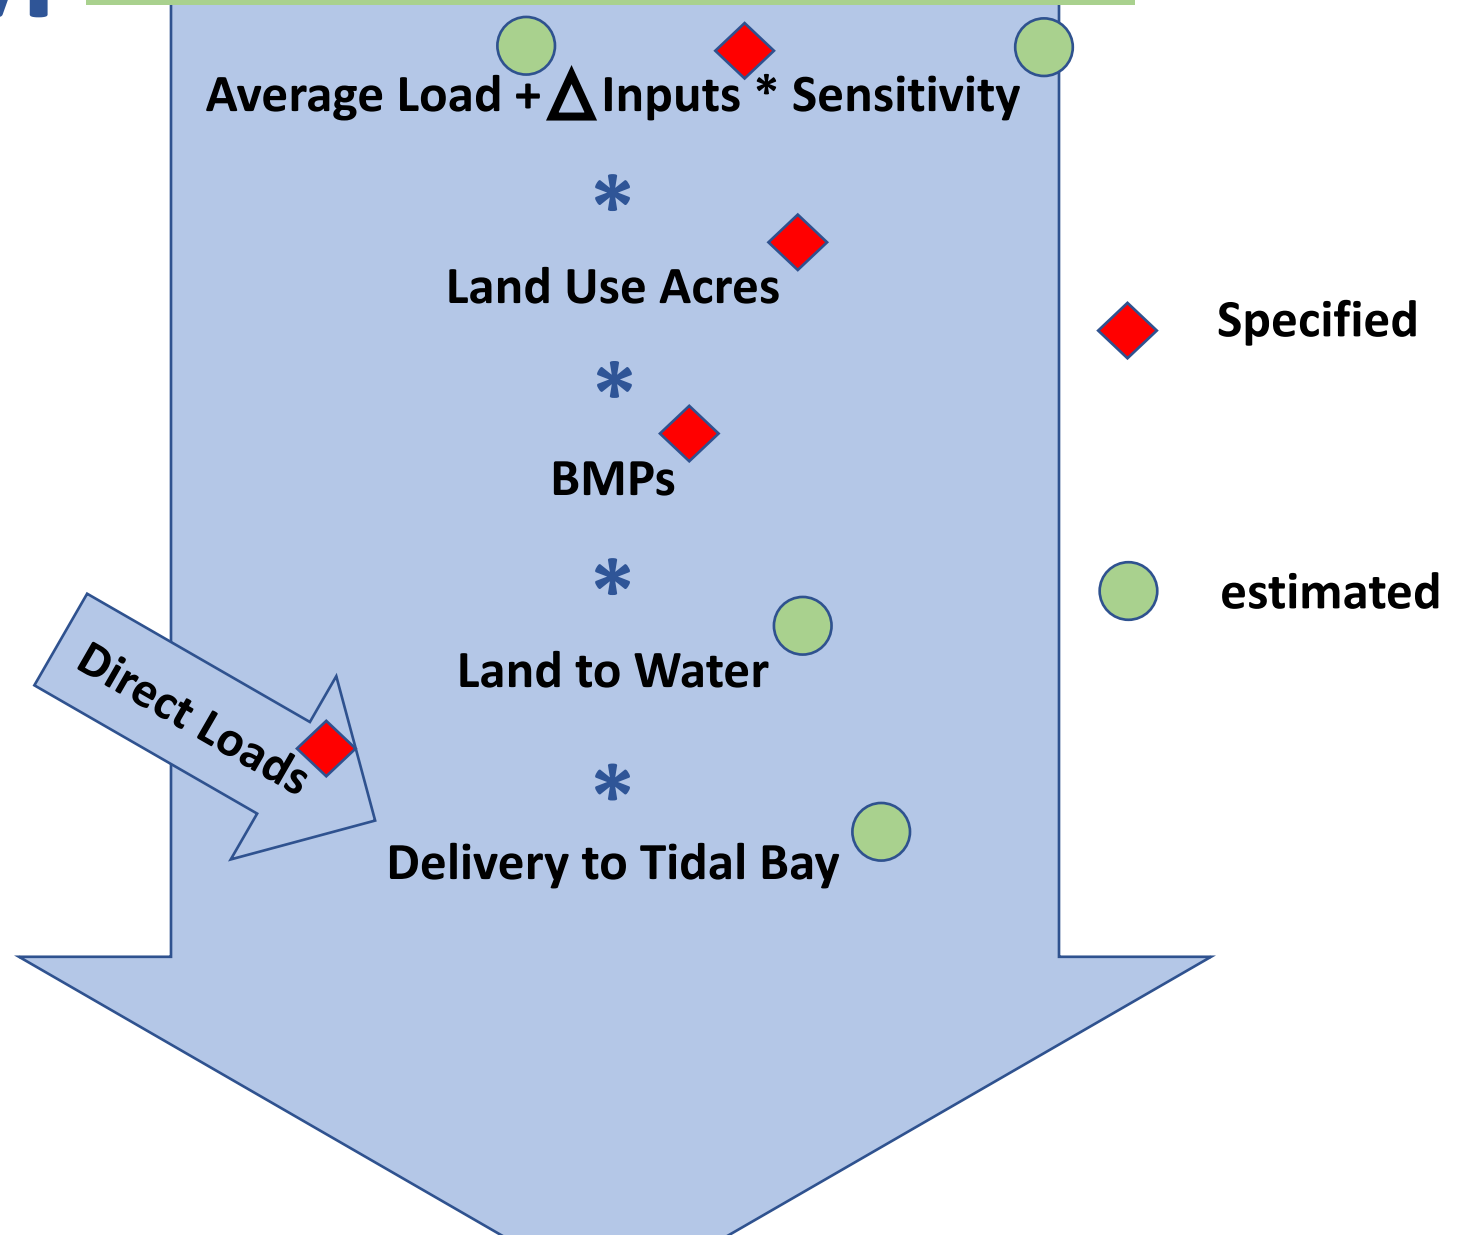 Average Load + Δ Inputs * Sensitivity
*
Land Use Acres
*
BMPs
*
Land to Water
*
Delivery to Tidal Bay
Direct Loads
Specified
estimated